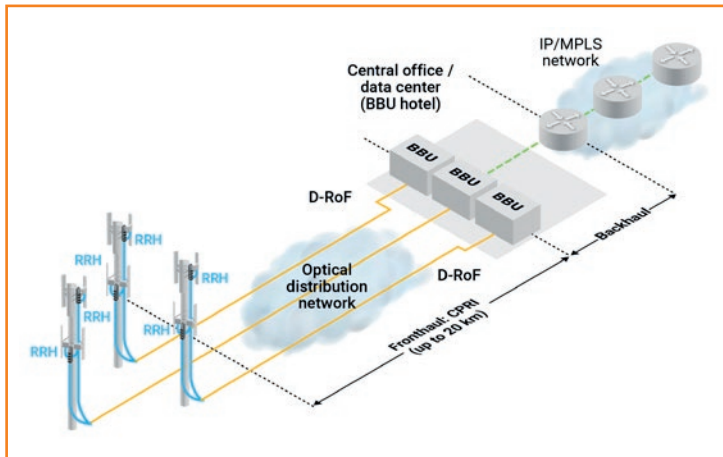 IP/MPLS
network
Central office /
data center
(BBU hotel)
BBU
BBU
BBU
D-RoF
Backhaul
RRH
RRH
RRH
RRH
RRH
RRH
Optical
distribution
network
D-RoF
Fronthaul: CPRI
(up to 20 km)